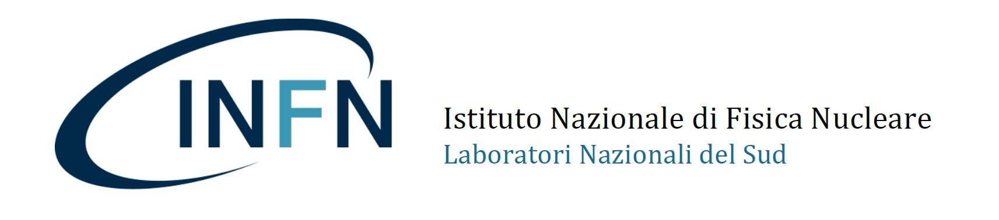 INFN
Istituto Nazionale di Fisica Nucleare
Laboratori Nazionali del Sud